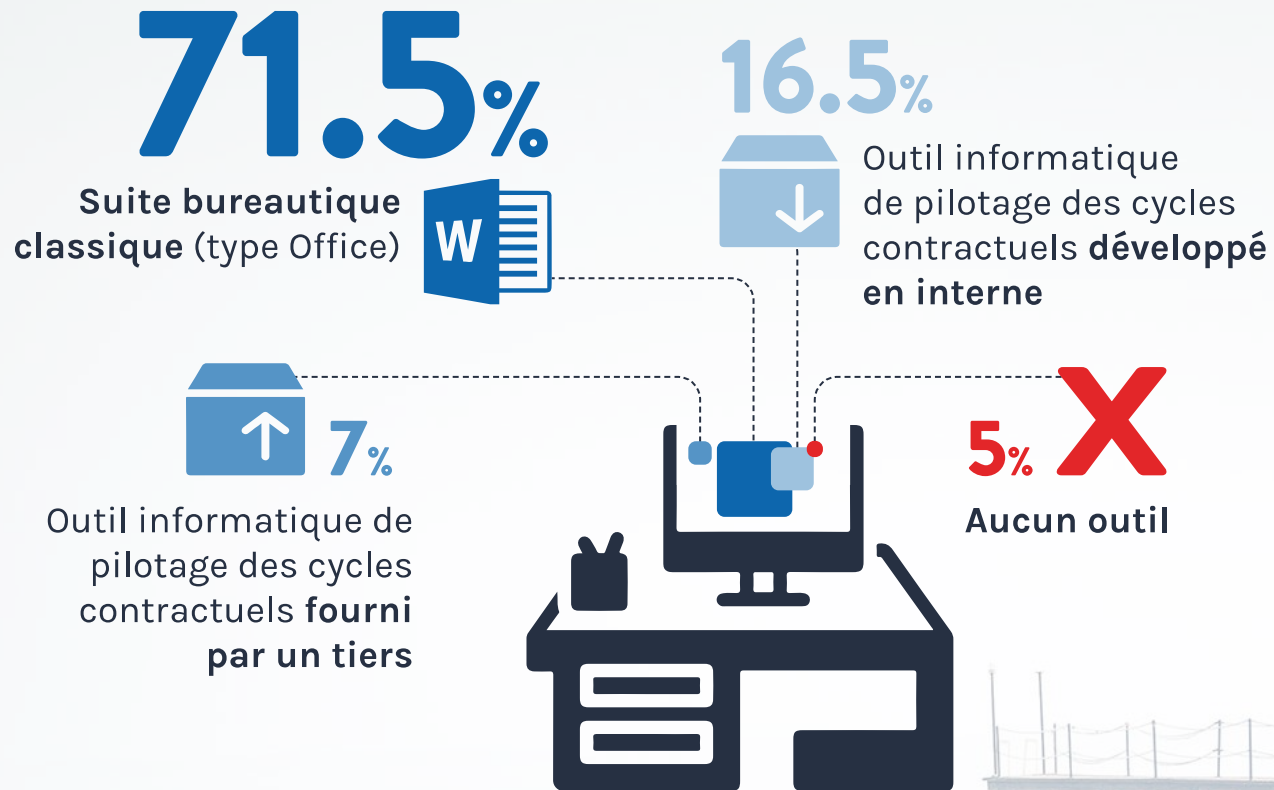 71.5%
Suite bureautique
classique (type Office)
W
16.5%
Outil informatique
de pilotage des cycles
contractuels développé
en interne
7%
Outil informatique de
pilotage des cycles
contractuels fourni
par un tiers
5% X
Aucun outil